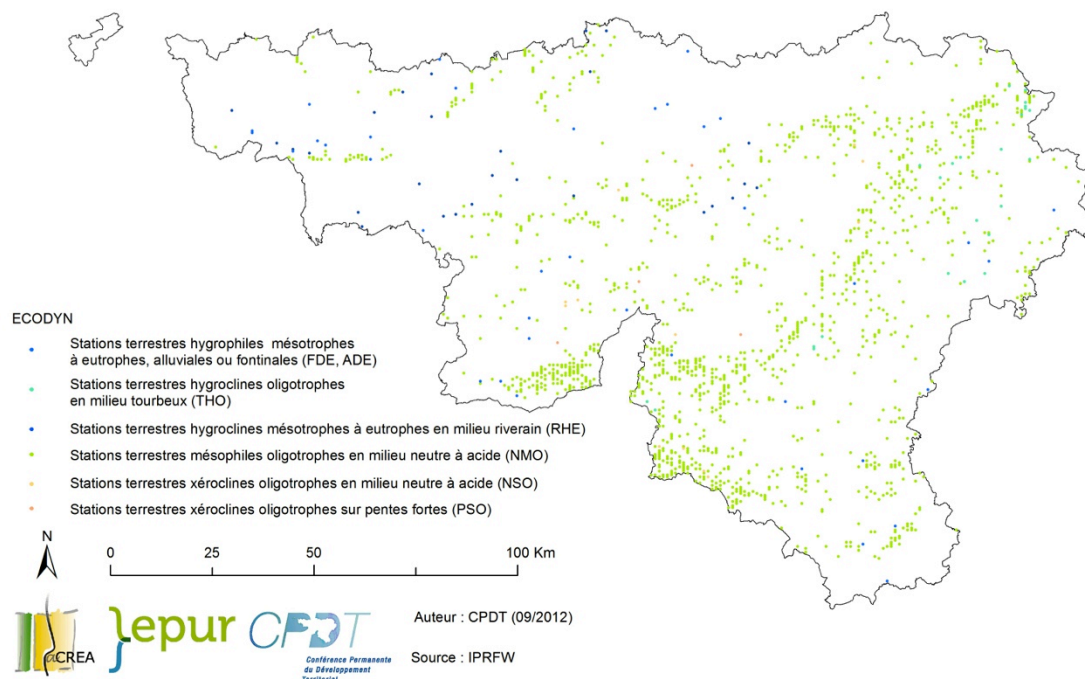 ECODYN
Stations terrestres hygrophiles mésotrophes
à eutrophes, alluviales ou fontinales (FDE, ADE)
Stations terrestres hygroclines oligotrophes
en milieu tourbeux (THO)
Stations terrestres hygroclines mésotrophes à eutrophes en milieu riverain (RHE)
Stations terrestres mésophiles oligotrophes en milieu neutre à acide (NMO)
Stations terrestres xéroclines oligotrophes en milieu neutre à acide (NSO)
Stations terrestres xéroclines oligotrophes sur pentes fortes (PSO)
N
0 25 50 100 Km
aCREA
lepur
CPDT
Conférence Permanente
du Développement
Territorial
Auteur : CPDT (09/2012)
Source : IPRFW